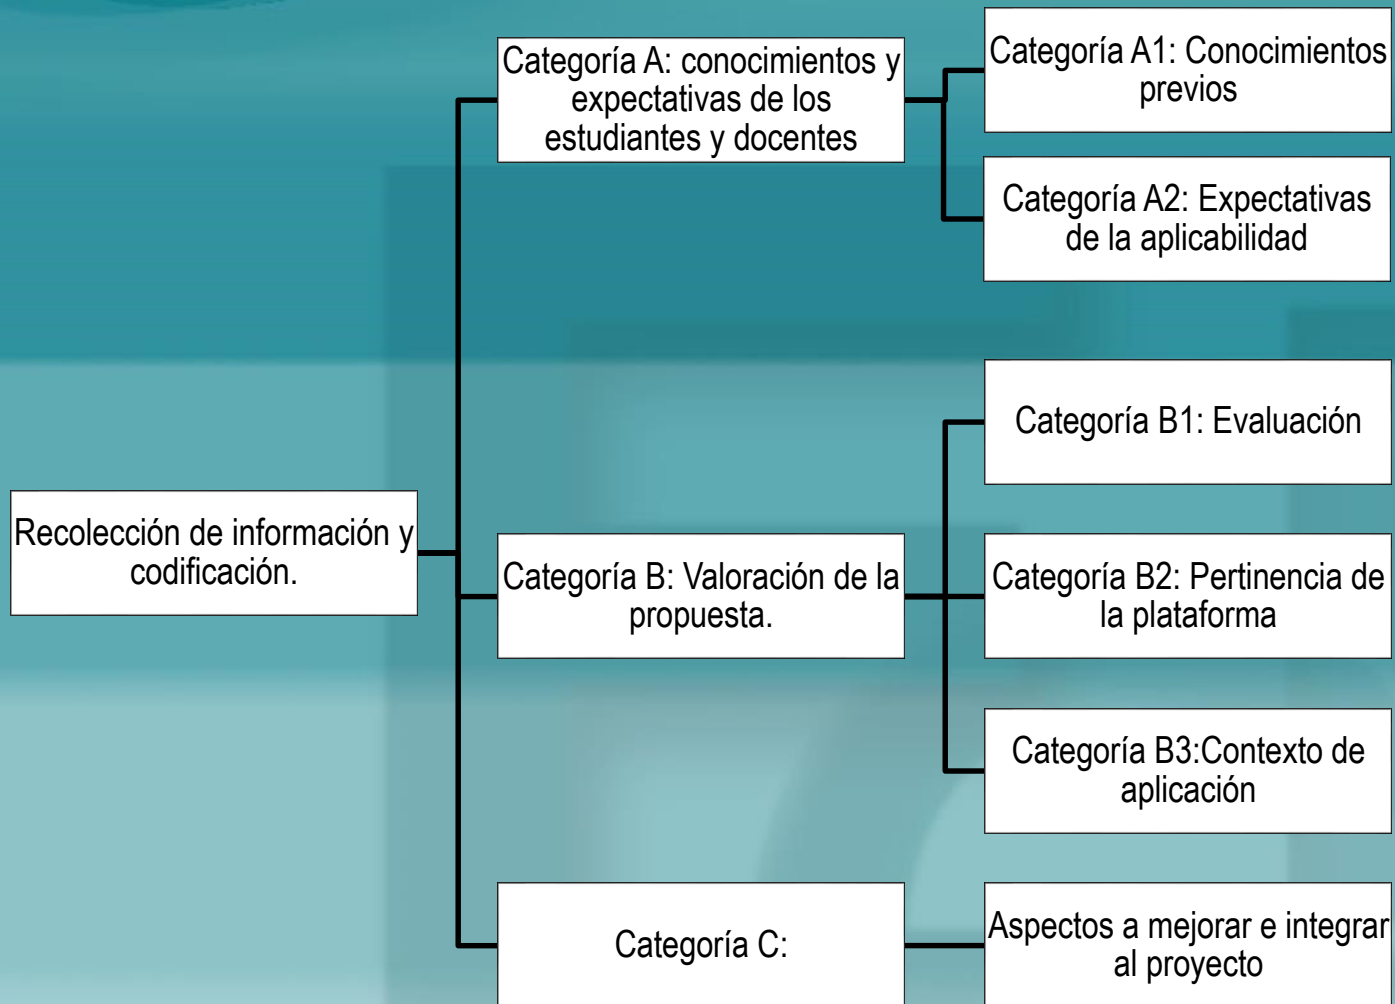 Recolección de información y
codificación.
Categoría A: conocimientos y
expectativas de los
estudiantes y docentes
Categoría A1: Conocimientos
previos
Categoría A2: Expectativas
de la aplicabilidad
Categoría B: Valoración de la
propuesta.
Categoría B1: Evaluación
Categoría B2: Pertinencia de
la plataforma
Categoría B3:Contexto de
aplicación
Categoría C:
Aspectos a mejorar e integrar
al proyecto